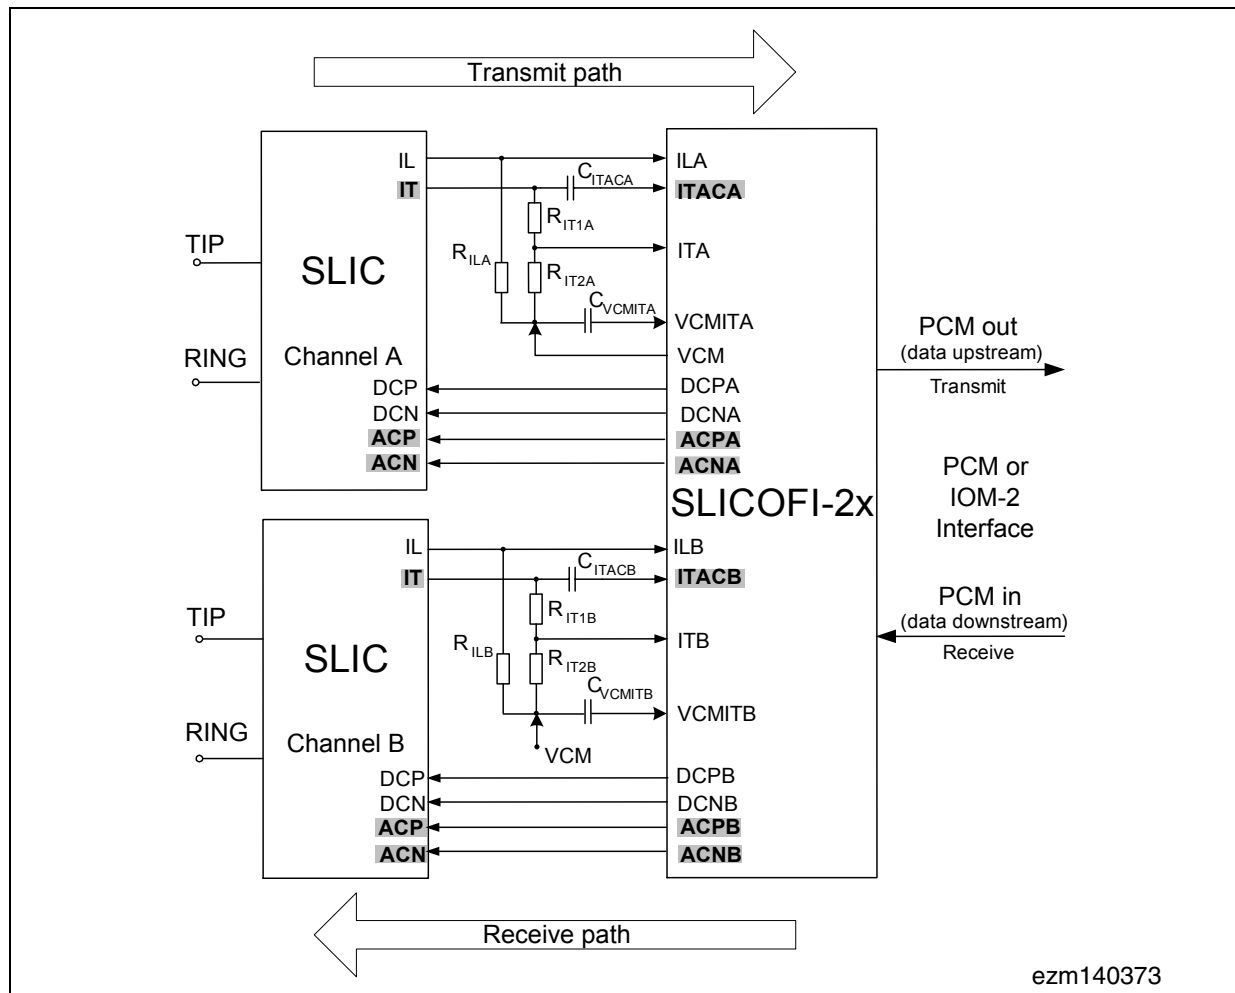 Transmit path
IL
IT
TIP
SLIC
RING
Channel A
DCP
DCN
ACP
ACN
CITACA
RIT1A
RILA
RIT2A
CVCMITA
ILA
ITACA
ITA
VCMITA
VCM
DCPA
DCNA
ACPA
ACNA
SLICOFI-2x
PCM out
(data upstream)
Transmit
PCM or
IOM-2
Interface
PCM in
(data downstream)
Receive
IL
IT
TIP
SLIC
RING
Channel B
DCP
DCN
ACP
ACN
CITACB
RIT1B
RILB
RIT2B
CVCMITB
VCM
ILB
ITACB
ITB
VCMITB
DCPB
DCNB
ACPB
ACNB
Receive path
ezm140373